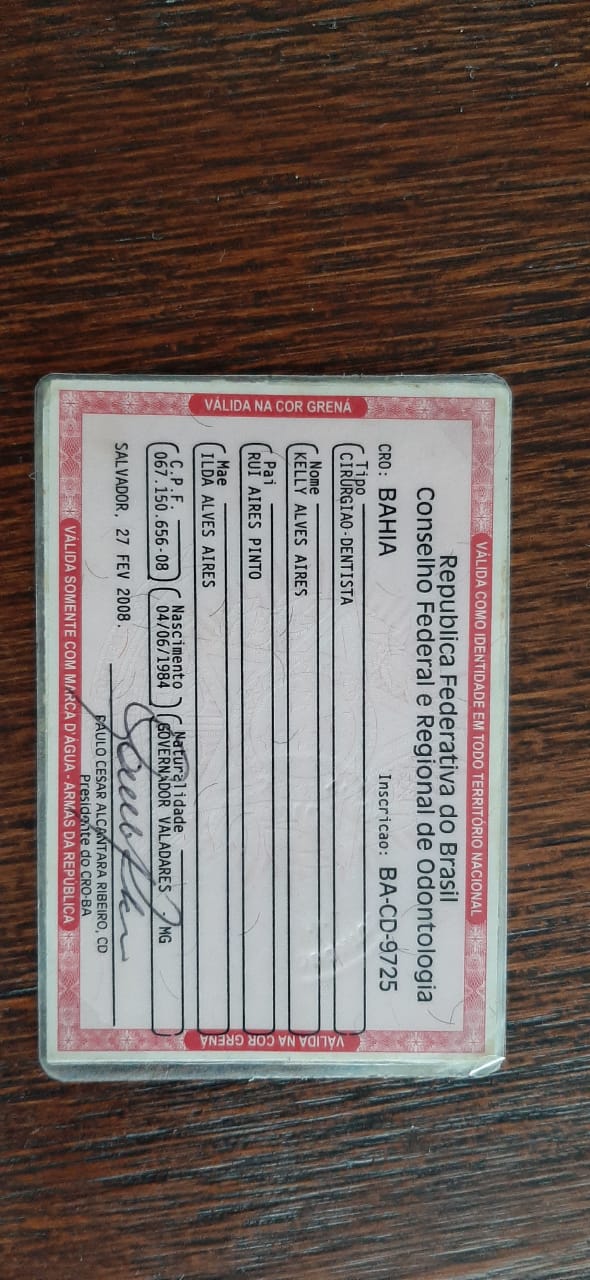 VÁLIDA COMO IDENTIDADE EM TODO TERRITÓRIO NACIONAL
VÁLIDA NA COR GRENÁ
Republica Federativa do Brasil
Conselho Federal e Regional de Odontologia
CRO: BAHIA Inscricao: BA-CD-9725
Tipo
CIRURGIAO-DENTISTA
Nome
KELLY ALVES AIRES
Pai
RUI AIRES PINTO
Mae
ILDA ALVES AIRES
C.P.F. Nascimento Naturalidade
067.150.656-08 04/06/1984 GOVERNADOR VALADARES MG
SALVADOR, 27 FEV 2008.
PAULO CESAR ALCANTARA RIBEIRO, CD
Presidente do CRO-BA
VÁLIDA NA COR GRENÁ
VÁLIDA SOMENTE COM MARCA D'ÁGUA - ARMAS DA REPÚBLICA